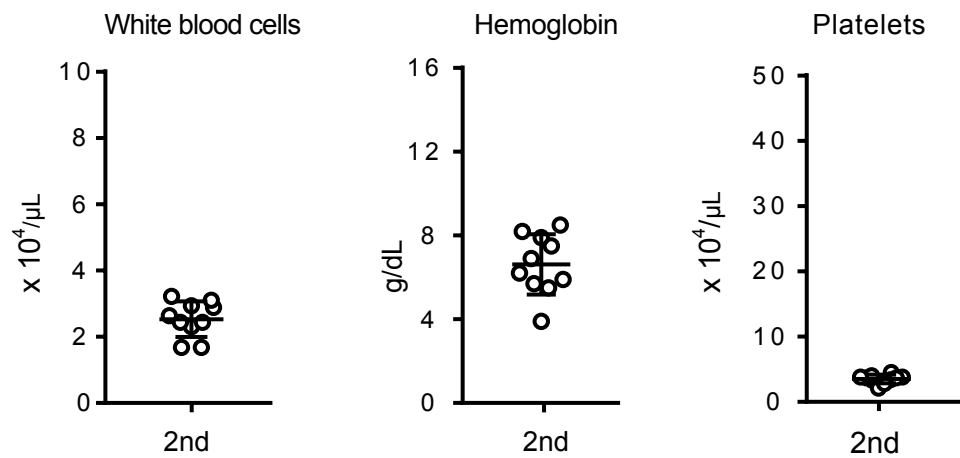 White blood cells
10
8
6
4
2
0
x 10⁴/μL
2nd
Hemoglobin
16
12
8
4
0
g/dL
2nd
Platelets
50
40
30
20
10
0
x 10⁴/μL
2nd